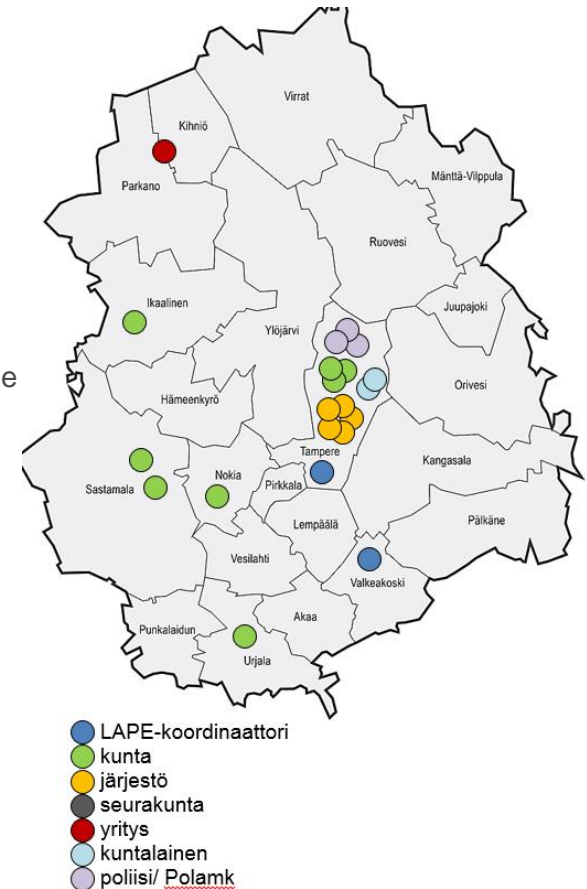 Virrat
Kihniö
Mänttä-Vilppula
Parkano
Ruovesi
Ikaalinen
Juupajoki
Ylöjärvi
e
Orivesi
Hämeenkyrö
Tampere
Kangasala
Nokia
Sastamala
Pirkkala
Lempäälä
Pälkäne
Vesilahti
Valkeakoski
Akaa
Punkalaidun
Urjala
LAPE-koordinaattori
kunta
järjestö
seurakunta
yritys
kuntalainen
poliisi/ Polamk